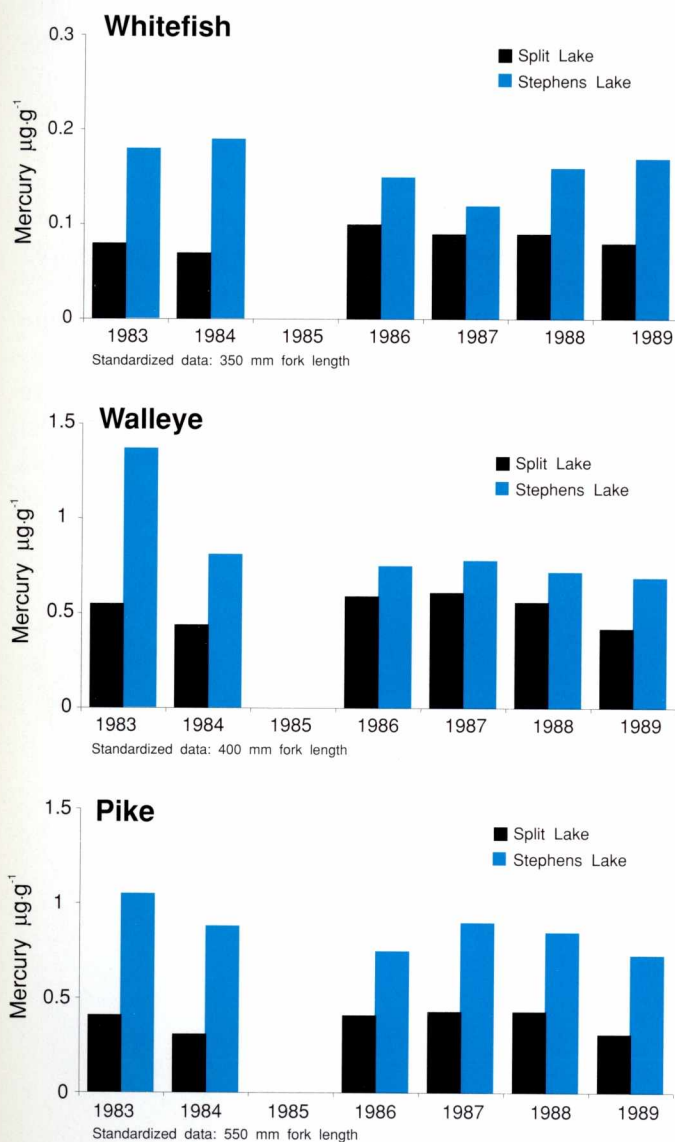 Whitefish
0.3
0.2
0.1
0
Mercury µg·g⁻¹
Split Lake
Stephens Lake
1983 1984 1985 1986 1987 1988 1989
Standardized data: 350 mm fork length
Walleye
1.5
1
0.5
0
Mercury µg·g⁻¹
Split Lake
Stephens Lake
1983 1984 1985 1986 1987 1988 1989
Standardized data: 400 mm fork length
Pike
1.5
1
0.5
0
Mercury µg·g⁻¹
Split Lake
Stephens Lake
1983 1984 1985 1986 1987 1988 1989
Standardized data: 550 mm fork length